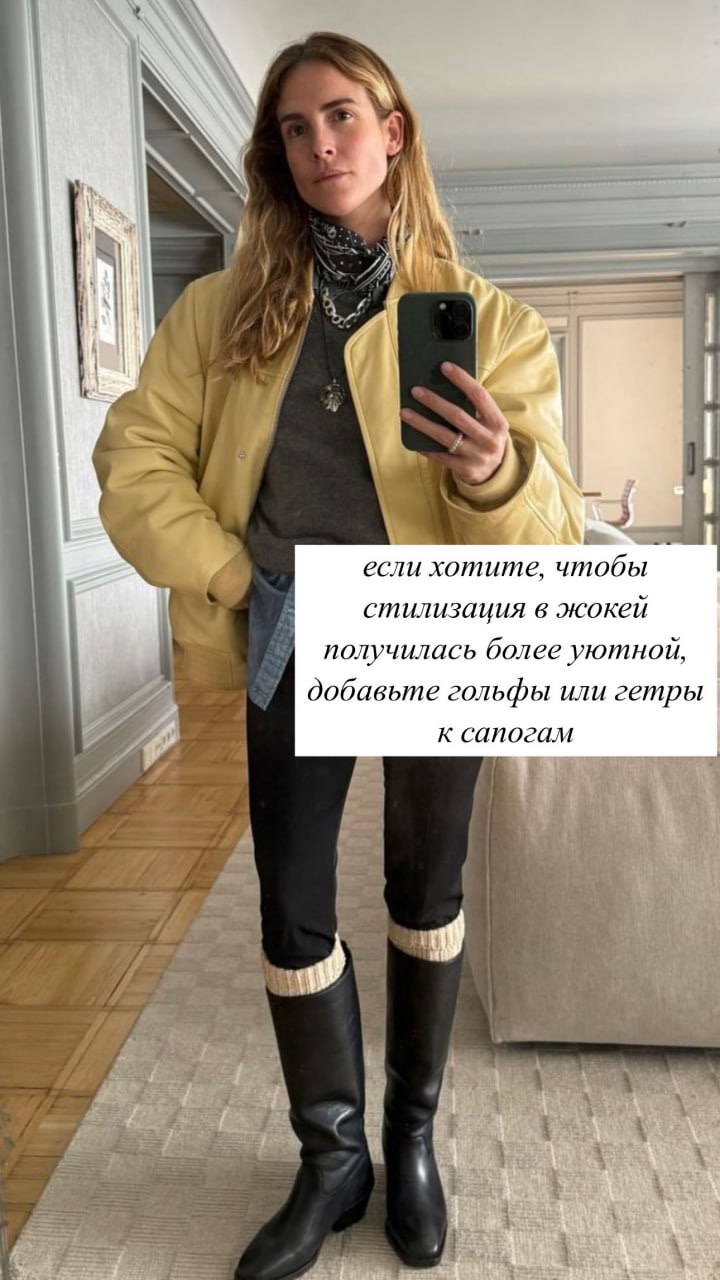 если хотите, чтобы
стилизация в жокей
получилась более уютной,
добавьте гольфы или гетры
к сапогам